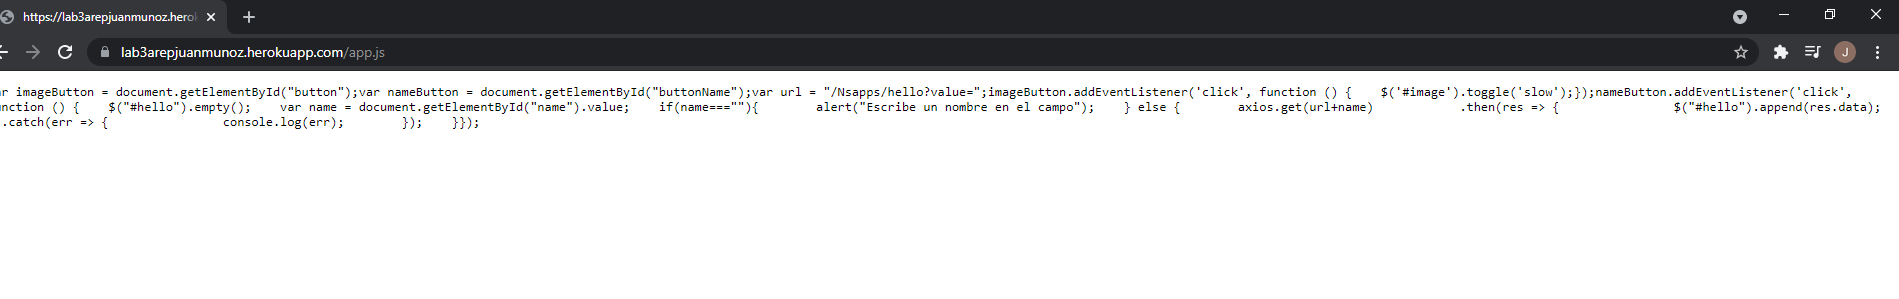 https://lab3arepjuanmunoz.hero
lab3arepjuanmunoz.herokuapp.com/app.js
J
r imageButton = document.getElementById("button");var nameButton = document.getElementById("buttonName");var url = "/Nsapps/hello?value=";imageButton.addEventListener('click', function () {    $('#image').toggle('slow');});nameButton.addEventListener('click',
nction () {    $("#hello").empty();    var name = document.getElementById("name").value;    if(name===""){        alert("Escribe un nombre en el campo");    } else {        axios.get(url+name)            .then(res => {                $("#hello").append(res.data);
.catch(err => {                console.log(err);        });    }});